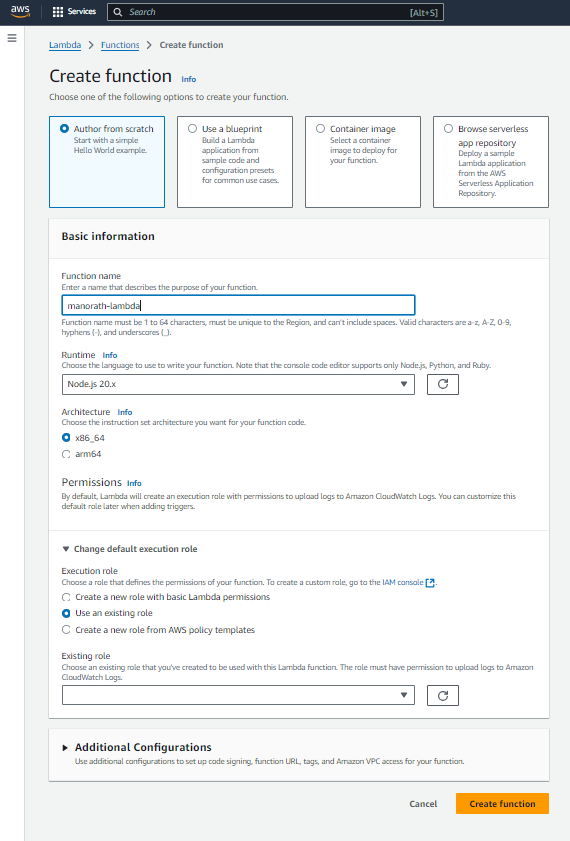 aws
Services
Search [Alt+S]
Lambda > Functions > Create function
Create function Info
Choose one of the following options to create your function.
Author from scratch
Start with a simple
Hello World example.
Use a blueprint
Build a Lambda
application from
sample code and
configuration presets
for common use cases.
Container image
Select a container
image to deploy for
your function.
Browse serverless
app repository
Deploy a sample
Lambda application
from the AWS
Serverless Application
Repository.
Basic information
Function name
Enter a name that describes the purpose of your function.
manorath-lambda
Function name must be 1 to 64 characters, must be unique to the Region, and can't include spaces. Valid characters are a-z, A-Z, 0-9,
hyphens (-), and underscores (_).
Runtime Info
Choose the language to use to write your function. Note that the console code editor supports only Node.js, Python, and Ruby.
Node.js 20.x
Architecture Info
Choose the instruction set architecture you want for your function code.
x86_64
arm64
Permissions Info
By default, Lambda will create an execution role with permissions to upload logs to Amazon CloudWatch Logs. You can customize this
default role later when adding triggers.
Change default execution role
Execution role
Choose a role that defines the permissions of your function. To create a custom role, go to the IAM console.
Create a new role with basic Lambda permissions
Use an existing role
Create a new role from AWS policy templates
Existing role
Choose an existing role that you've created to be used with this Lambda function. The role must have permission to upload logs to Amazon
CloudWatch Logs.
Additional Configurations
Use additional configurations to set up code signing, function URL, tags, and Amazon VPC access for your function.
Cancel Create function